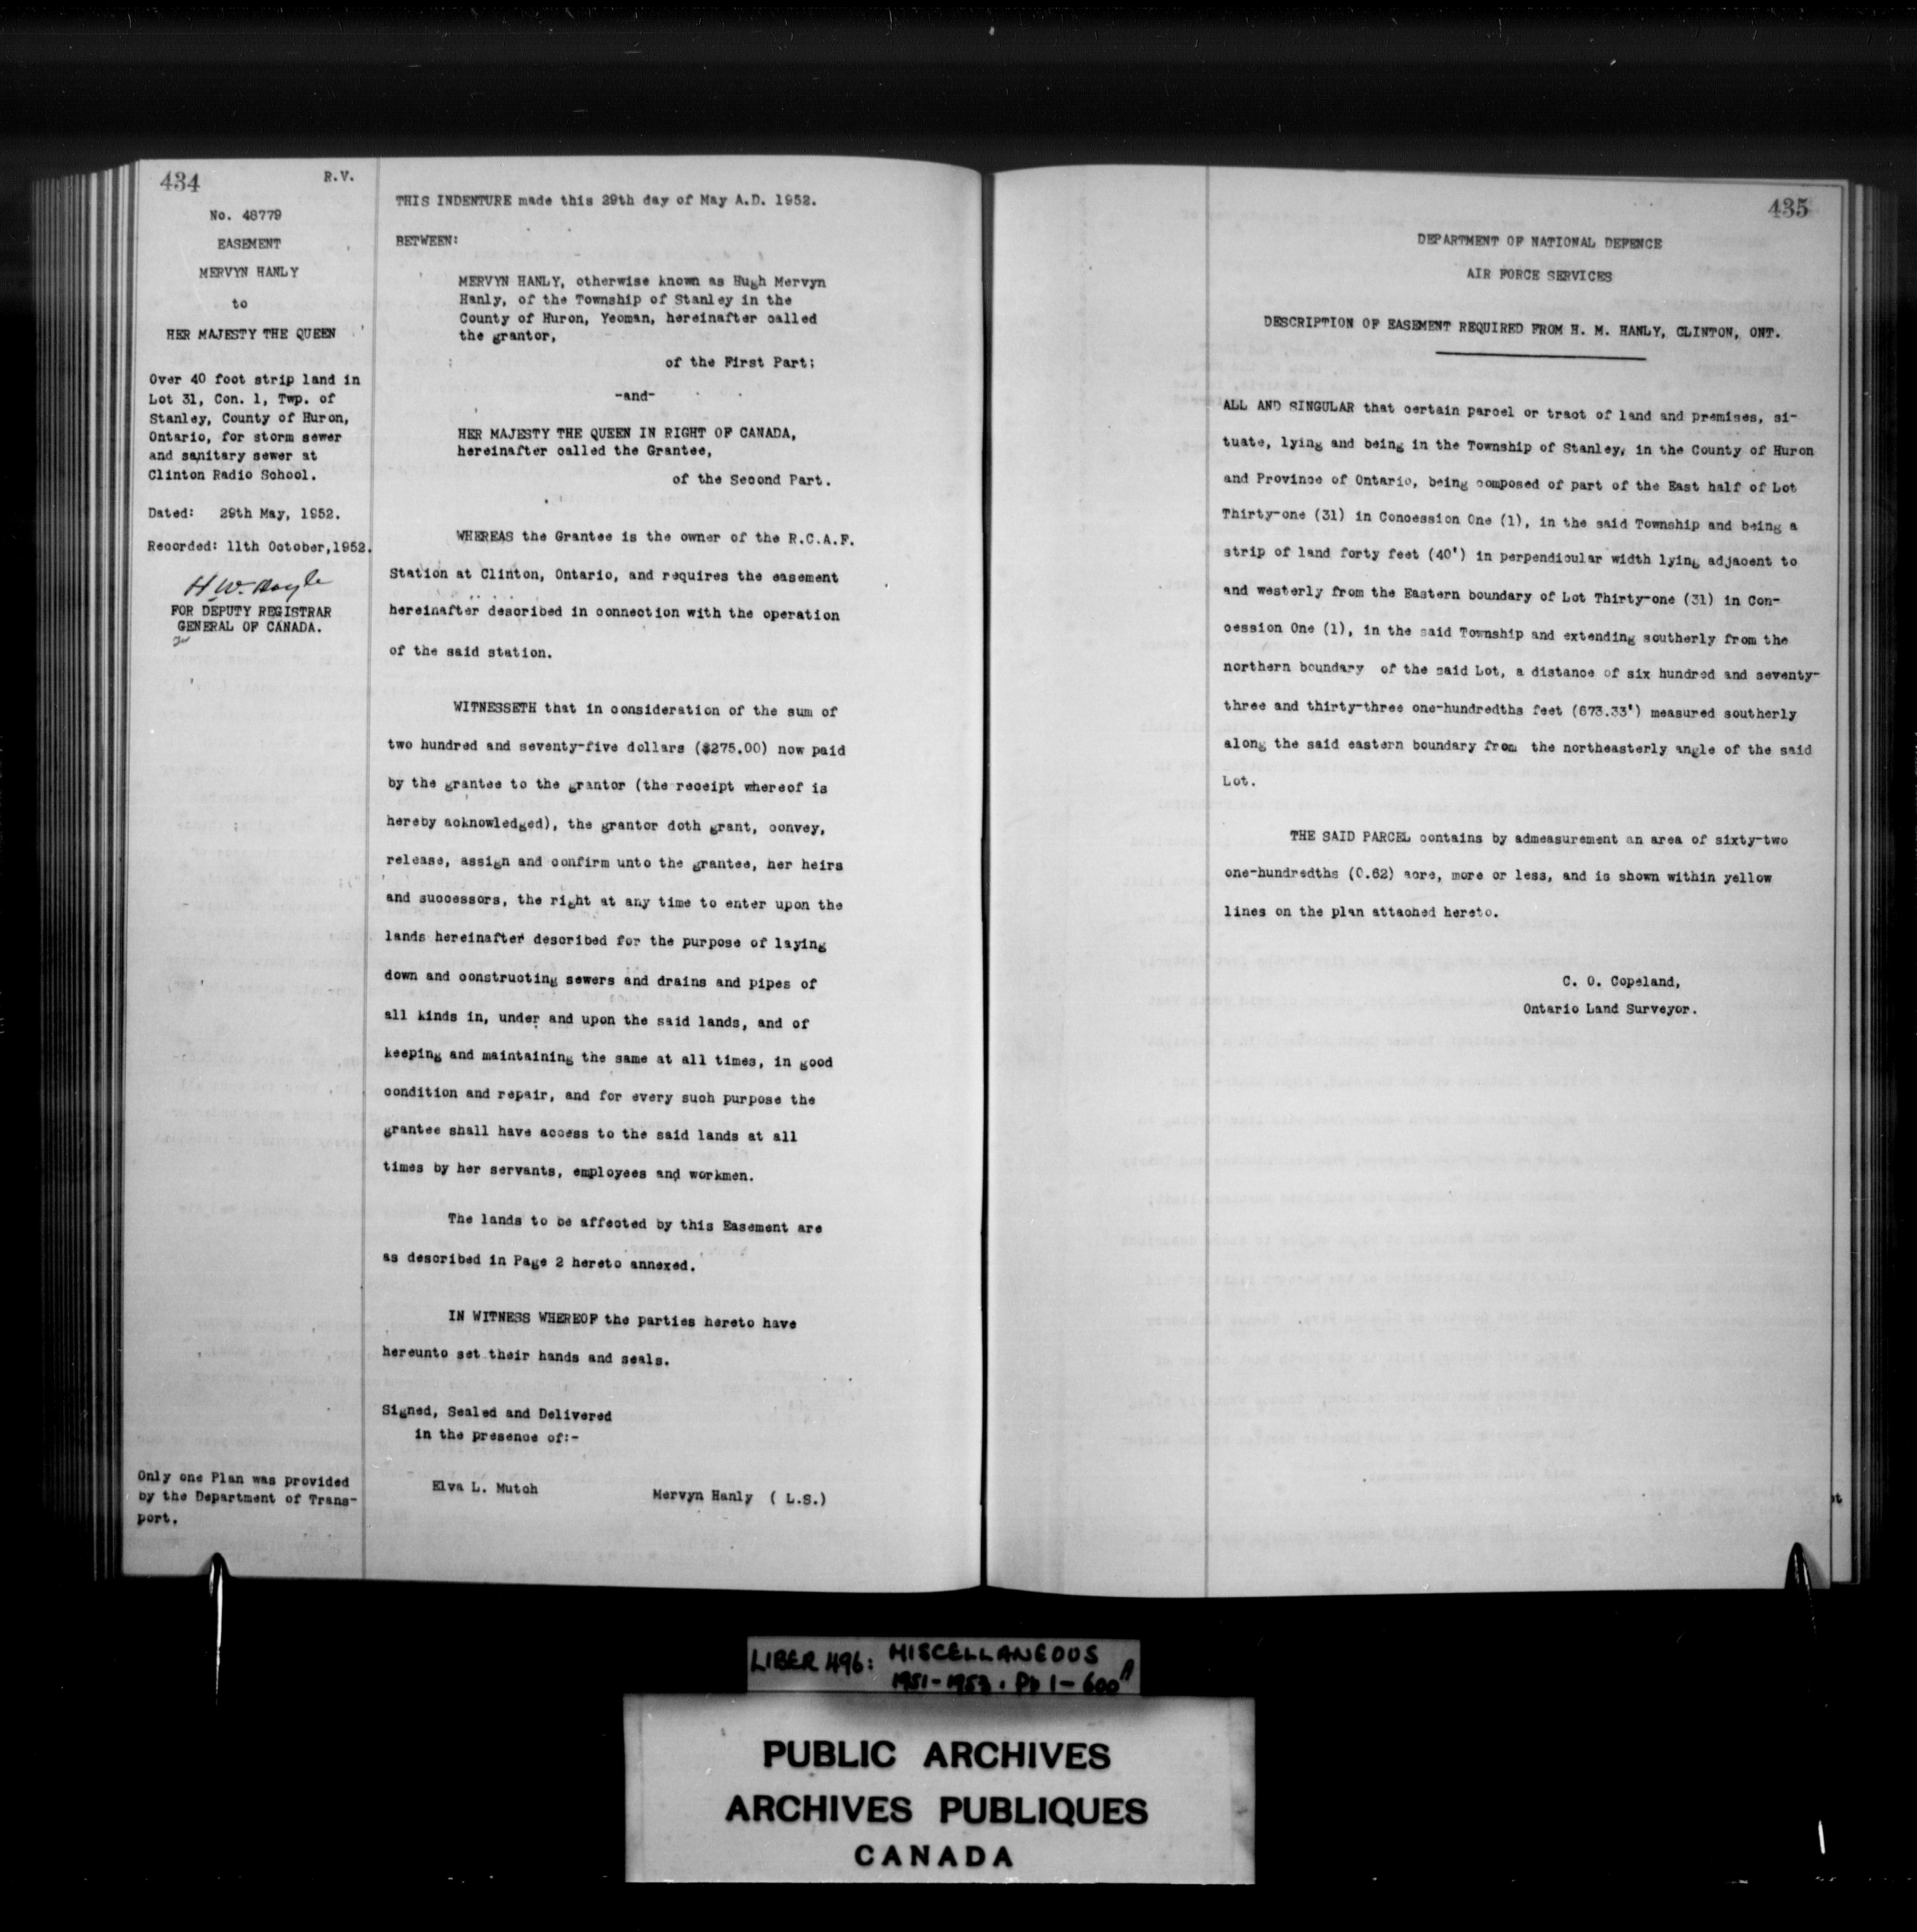 434
R.V.
No. 48779
EASEMENT
MERVYN HANLY
to
HER MAJESTY THE QUEEN
Over 40 foot strip land in
Lot 31, Con. 1, Twp. of
Stanley, County of Huron,
Ontario, for storm sewer
and sanitary sewer at
Clinton Radio School.
Dated: 29th May, 1952.
Recorded: 11th October,1952.
H.W. Doyle
FOR DEPUTY REGISTRAR
GENERAL OF CANADA.
Only one Plan was provided
by the Department of Trans-
port.
THIS INDENTURE made this 29th day of May A.D. 1952.
BETWEEN:
MERVYN HANLY, otherwise known as Hugh Mervyn
Hanly, of the Township of Stanley in the
County of Huron, Yeoman, hereinafter called
the grantor,
of the First Part;
-and-
HER MAJESTY THE QUEEN IN RIGHT OF CANADA,
hereinafter called the Grantee,
of the Second Part.
WHEREAS the Grantee is the owner of the R.C.A.F.
Station at Clinton, Ontario, and requires the easement
hereinafter described in connection with the operation
of the said station.
WITNESSETH that in consideration of the sum of
two hundred and seventy-five dollars ($275.00) now paid
by the grantee to the grantor (the receipt whereof is
hereby acknowledged), the grantor doth grant, convey,
release, assign and confirm unto the grantee, her heirs
and successors, the right at any time to enter upon the
lands hereinafter described for the purpose of laying
down and constructing sewers and drains and pipes of
all kinds in, under and upon the said lands, and of
keeping and maintaining the same at all times, in good
condition and repair, and for every such purpose the
grantee shall have access to the said lands at all
times by her servants, employees and workmen.
The lands to be affected by this Easement are
as described in Page 2 hereto annexed.
IN WITNESS WHEREOF the parties hereto have
hereunto set their hands and seals.
Signed, Sealed and Delivered
in the presence of:-
Elva L. Mutch
Mervyn Hanly ( L.S.)
435
DEPARTMENT OF NATIONAL DEFENCE
AIR FORCE SERVICES
DESCRIPTION OF EASEMENT REQUIRED FROM H. M. HANLY, CLINTON, ONT.
ALL AND SINGULAR that certain parcel or tract of land and premises, si-
tuate, lying and being in the Township of Stanley, in the County of Huron
and Province of Ontario, being composed of part of the East half of Lot
Thirty-one (31) in Concession One (1), in the said Township and being a
strip of land forty feet (40') in perpendicular width lying adjacent to
and westerly from the Eastern boundary of Lot Thirty-one (31) in Con-
cession One (1), in the said Township and extending southerly from the
northern boundary of the said Lot, a distance of six hundred and seventy-
three and thirty-three one-hundredths feet (673.33') measured southerly
along the said eastern boundary from the northeasterly angle of the said
Lot.
THE SAID PARCEL contains by admeasurement an area of sixty-two
one-hundredths (0.62) acre, more or less, and is shown within yellow
lines on the plan attached hereto.
C. O. Copeland,
Ontario Land Surveyor.
LIBER 496: MISCELLANEOUS
1951-1953. Pp 1-600
PUBLIC ARCHIVES
ARCHIVES PUBLIQUES
CANADA